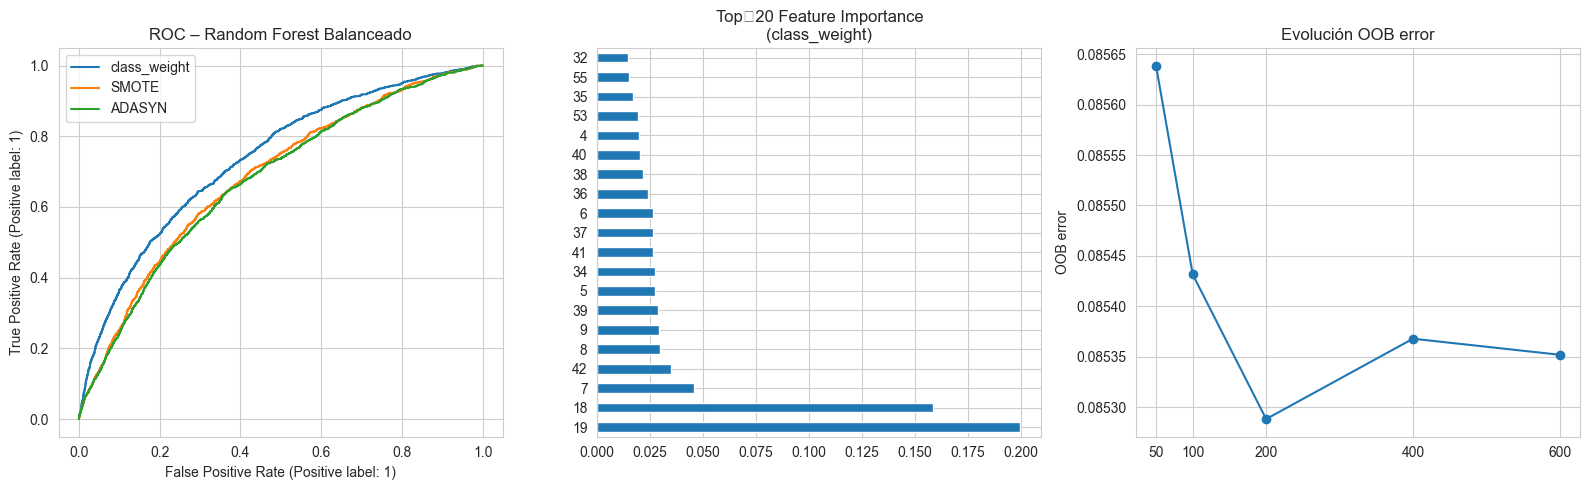 ROC – Random Forest Balanceado
1.0
0.8
0.6
0.4
0.2
0.0
True Positive Rate (Positive label: 1)
class_weight
SMOTE
ADASYN
0.0 0.2 0.4 0.6 0.8 1.0
False Positive Rate (Positive label: 1)
Top□20 Feature Importance
(class_weight)
32
55
35
53
4
40
38
36
6
37
41
34
5
39
9
8
42
7
18
19
0.000 0.025 0.050 0.075 0.100 0.125 0.150 0.175 0.200
Evolución OOB error
0.08565
0.08560
0.08555
0.08550
0.08545
0.08540
0.08535
0.08530
OOB error
50 100 200 400 600